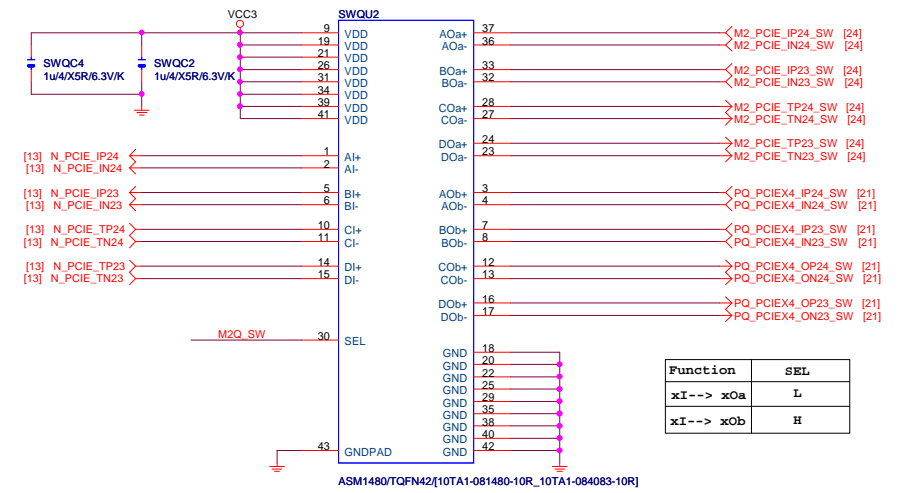 VCC3
SWQU2
SWQC4
1u/4/X5R/6.3V/K
SWQC2
1u/4/X5R/6.3V/K
9 VDD
19 VDD
21 VDD
26 VDD
31 VDD
34 VDD
39 VDD
41 VDD
[13] N_PCIE_IP24 1 AI+
[13] N_PCIE_IN24 2 AI-
[13] N_PCIE_IP23 5 BI+
[13] N_PCIE_IN23 6 BI-
[13] N_PCIE_TP24 10 CI+
[13] N_PCIE_TN24 11 CI-
[13] N_PCIE_TP23 14 DI+
[13] N_PCIE_TN23 15 DI-
M2Q_SW 30 SEL
43 GNDPAD
AOa+ 37 M2_PCIE_IP24_SW [24]
AOa- 36 M2_PCIE_IN24_SW [24]
BOa+ 33 M2_PCIE_IP23_SW [24]
BOa- 32 M2_PCIE_IN23_SW [24]
COa+ 28 M2_PCIE_TP24_SW [24]
COa- 27 M2_PCIE_TN24_SW [24]
DOa+ 24 M2_PCIE_TP23_SW [24]
DOa- 23 M2_PCIE_TN23_SW [24]
AOb+ 3 PQ_PCIEX4_IP24_SW [21]
AOb- 4 PQ_PCIEX4_IN24_SW [21]
BOb+ 7 PQ_PCIEX4_IP23_SW [21]
BOb- 8 PQ_PCIEX4_IN23_SW [21]
COb+ 12 PQ_PCIEX4_OP24_SW [21]
COb- 13 PQ_PCIEX4_ON24_SW [21]
DOb+ 16 PQ_PCIEX4_OP23_SW [21]
DOb- 17 PQ_PCIEX4_ON23_SW [21]
GND 18
GND 20
GND 22
GND 25
GND 29
GND 35
GND 38
GND 40
GND 42
Function SEL
xI--> xOa L
xI--> xOb H
ASM1480/TQFN42/[10TA1-081480-10R_10TA1-084083-10R]